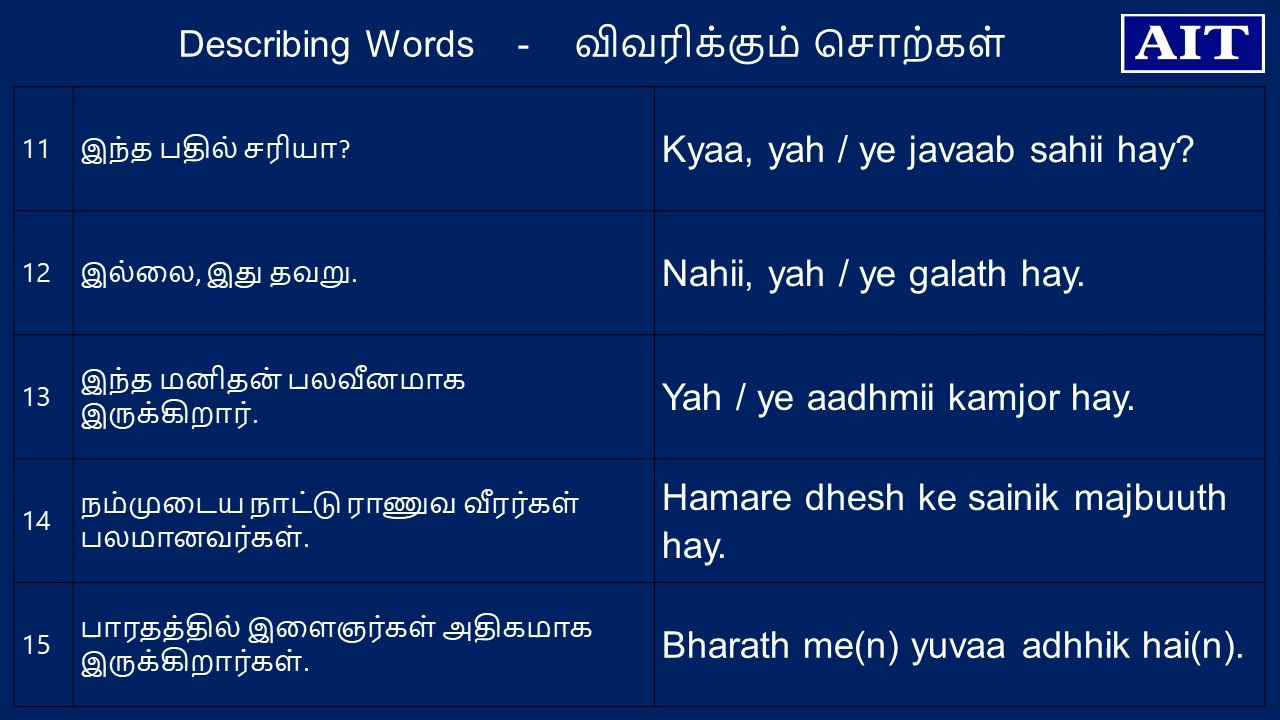 Describing Words - விவரிக்கும் சொற்கள்
AIT
11 இந்த பதில் சரியா? Kyaa, yah / ye javaab sahii hay?
12 இல்லை, இது தவறு. Nahii, yah / ye galath hay.
13 இந்த மனிதன் பலவீனமாக
இருக்கிறார். Yah / ye aadhmii kamjor hay.
14 நம்முடைய நாட்டு ராணுவ வீரர்கள்
பலமானவர்கள். Hamare dhesh ke sainik majbuuth
hay.
15 பாரதத்தில் இளைஞர்கள் அதிகமாக
இருக்கிறார்கள். Bharath me(n) yuvaa adhhik hai(n).